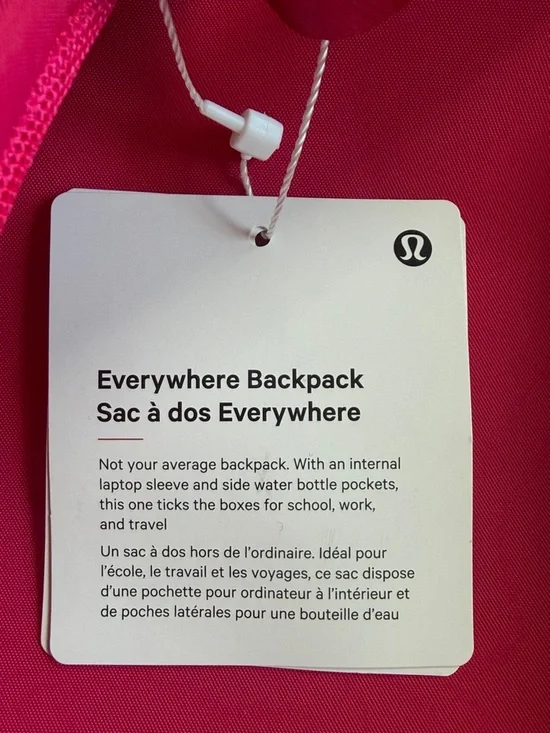 Everywhere Backpack
Sac à dos Everywhere
Not your average backpack. With an internal
laptop sleeve and side water bottle pockets,
this one ticks the boxes for school, work,
and travel
Un sac à dos hors de l’ordinaire. Idéal pour
l’école, le travail et les voyages, ce sac dispose
d’une pochette pour ordinateur à l’intérieur et
de poches latérales pour une bouteille d’eau